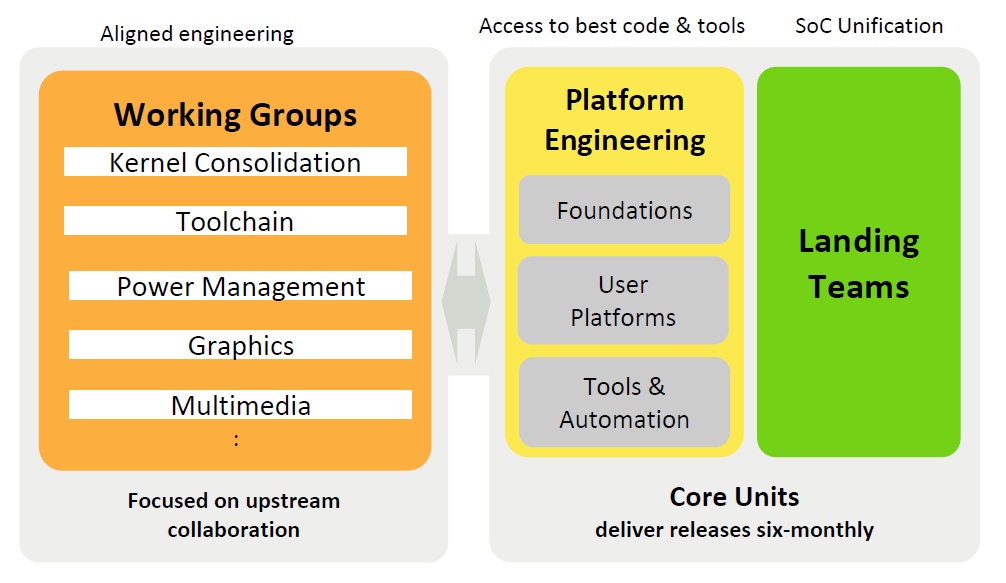 Aligned engineering
Access to best code & tools
SoC Unification
Working Groups
Kernel Consolidation
Toolchain
Power Management
Graphics
Multimedia
:
Focused on upstream
collaboration
Platform
Engineering
Foundations
User
Platforms
Tools &
Automation
Landing
Teams
Core Units
deliver releases six-monthly